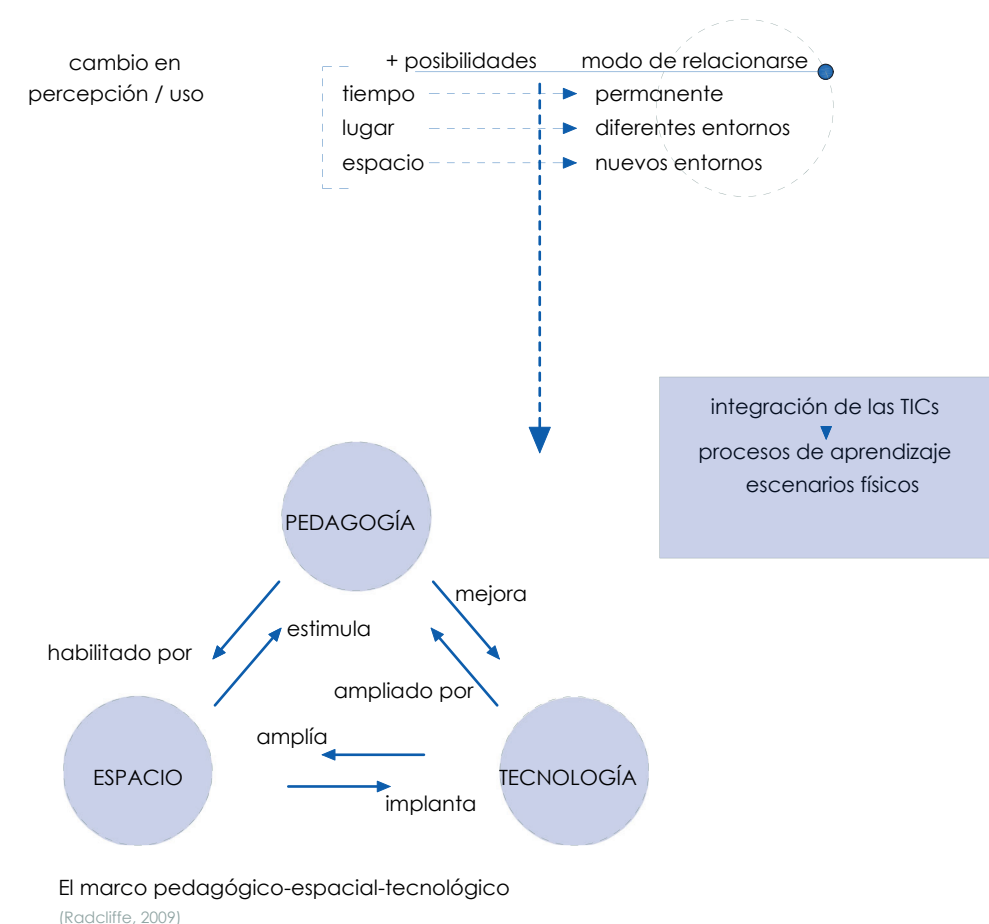 cambio en
percepción / uso
+ posibilidades modo de relacionarse
tiempo permanente
lugar diferentes entornos
espacio nuevos entornos
integración de las TICs
procesos de aprendizaje
escenarios físicos
PEDAGOGÍA
mejora
estimula
habilitado por
ampliado por
amplía
ESPACIO
TECNOLOGÍA
implanta
El marco pedagógico-espacial-tecnológico
(Radcliffe, 2009)